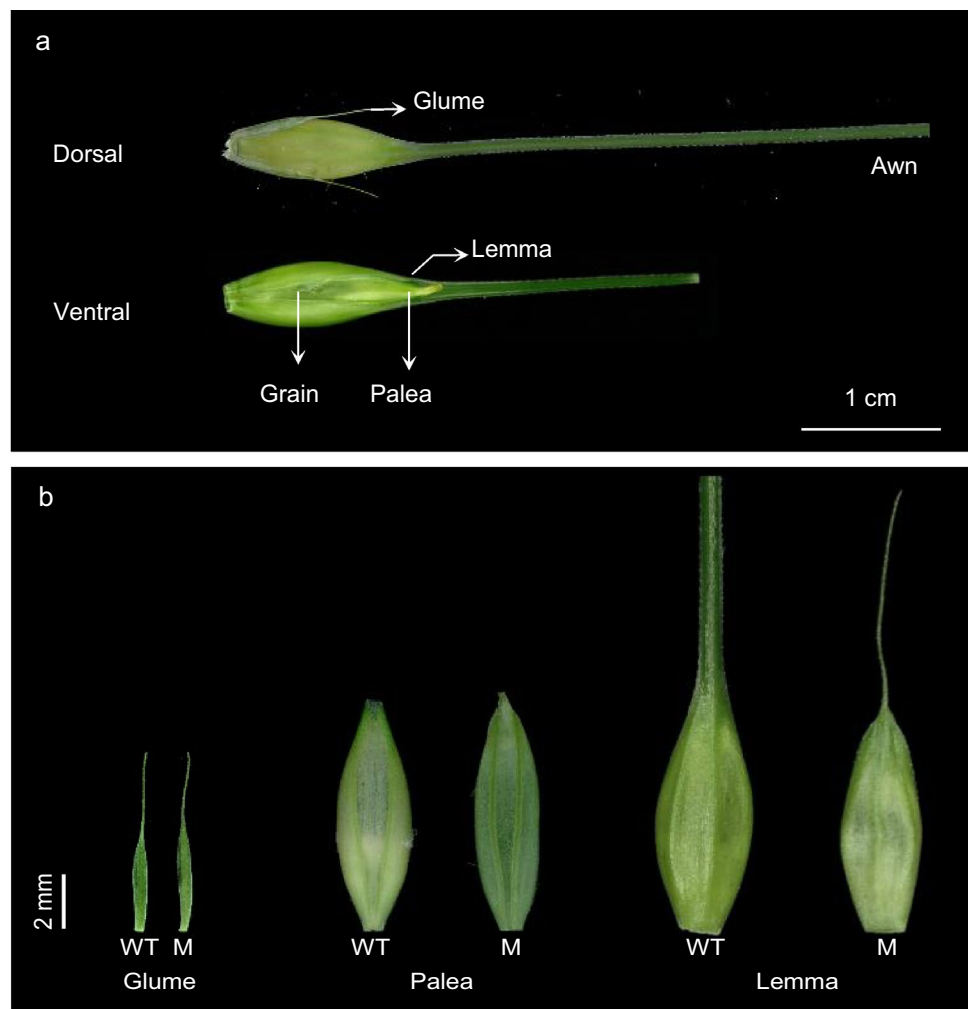 a
Glume
Dorsal
Awn
Lemma
Ventral
Grain Palea
1 cm
b
2 mm
WT M WT M WT M
Glume Palea Lemma